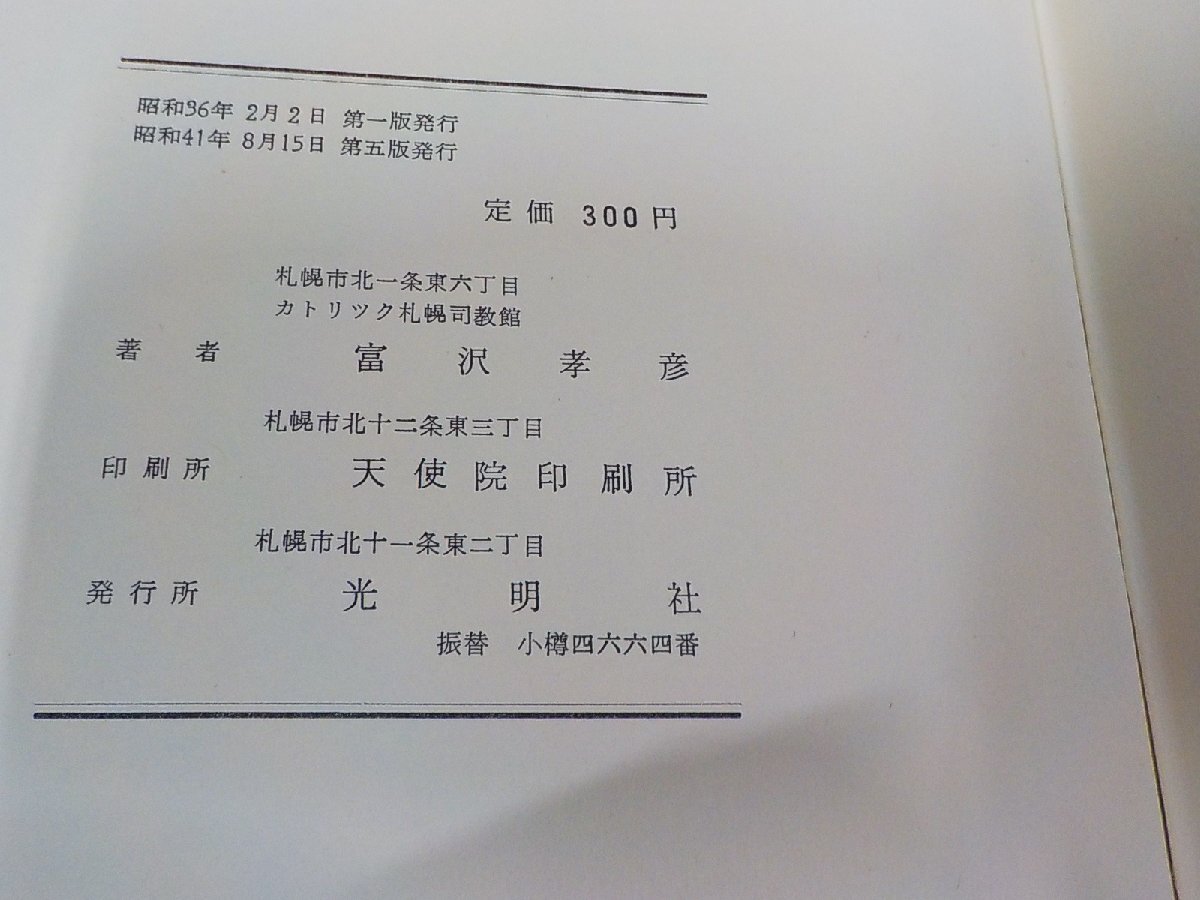 昭和36年 2月2日 第一版発行
昭和41年 8月15日 第五版発行
定価 300円
札幌市北一条東六丁目
カトリツク札幌司教館
著者 富沢孝彦
札幌市北十二条東三丁目
印刷所 天使院印刷所
札幌市北十一条東二丁目
発行所 光明社
振替 小樽四六六四番